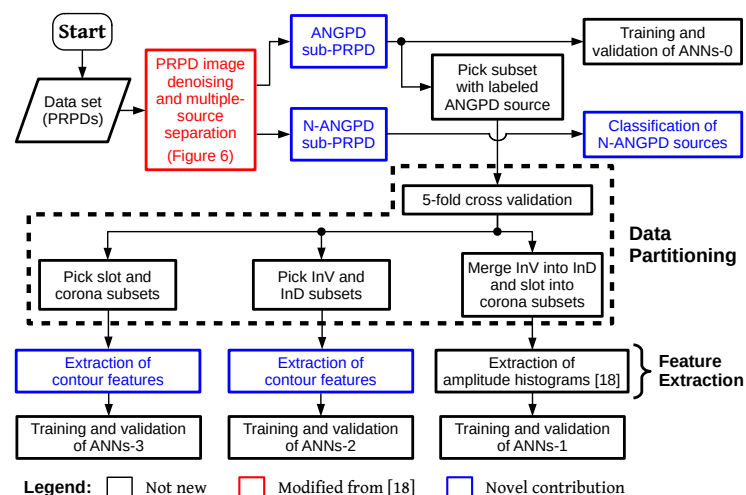 Start
Data set
(PRPDs)
PRPD image
denoising
and multiple-
source
separation
(Figure 6)
ANGPD
sub-PRPD
N-ANGPD
sub-PRPD
Pick subset
with labeled
ANGPD source
Training and
validation of ANNs-0
Classification of
N-ANGPD sources
5-fold cross validation
Data
Partitioning
Pick slot and
corona subsets
Pick InV and
InD subsets
Merge InV into InD
and slot into
corona subsets
Extraction of
contour features
Extraction of
contour features
Extraction of
amplitude histograms [18]
Feature
Extraction
Training and validation
of ANNs-3
Training and validation
of ANNs-2
Training and validation
of ANNs-1
Legend: Not new Modified from [18] Novel contribution